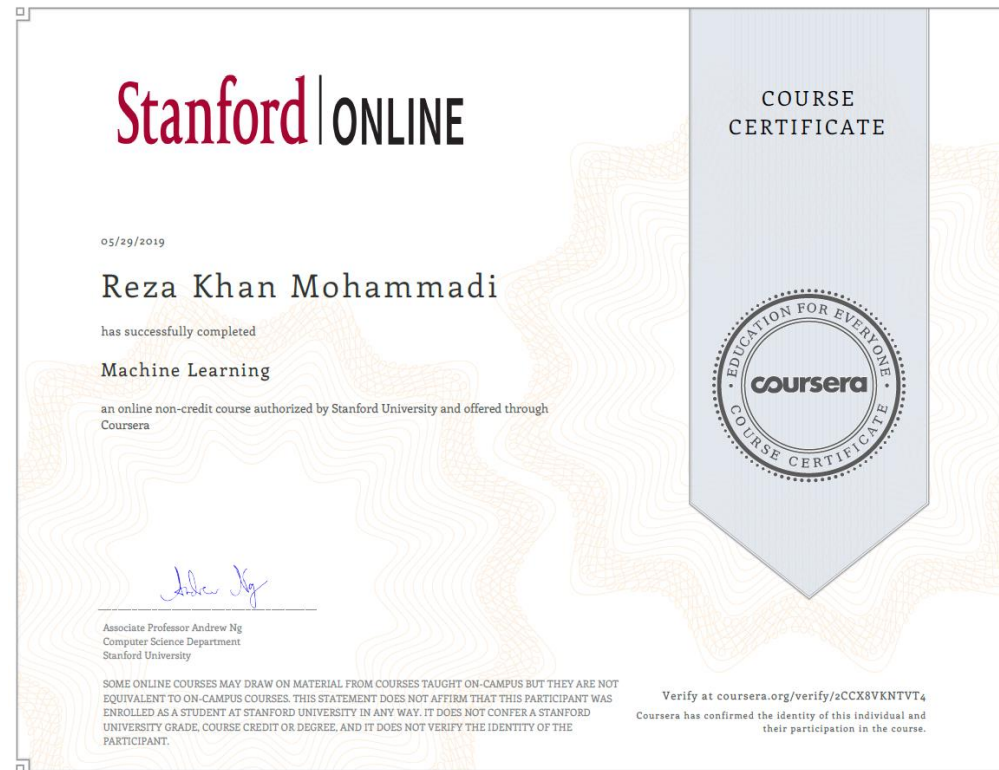 Stanford | ONLINE
COURSE
CERTIFICATE
05/29/2019
Reza Khan Mohammadi
has successfully completed
Machine Learning
an online non-credit course authorized by Stanford University and offered through
Coursera
EDUCATION FOR EVERYONE
coursera
COURSE CERTIFICATE
Andrew Ng
Associate Professor Andrew Ng
Computer Science Department
Stanford University
SOME ONLINE COURSES MAY DRAW ON MATERIAL FROM COURSES TAUGHT ON-CAMPUS BUT THEY ARE NOT
EQUIVALENT TO ON-CAMPUS COURSES. THIS STATEMENT DOES NOT AFFIRM THAT THIS PARTICIPANT WAS
ENROLLED AS A STUDENT AT STANFORD UNIVERSITY IN ANY WAY. IT DOES NOT CONFER A STANFORD
UNIVERSITY GRADE, COURSE CREDIT OR DEGREE, AND IT DOES NOT VERIFY THE IDENTITY OF THE
PARTICIPANT.
Verify at coursera.org/verify/2CCX8VKNTVT4
Coursera has confirmed the identity of this individual and
their participation in the course.